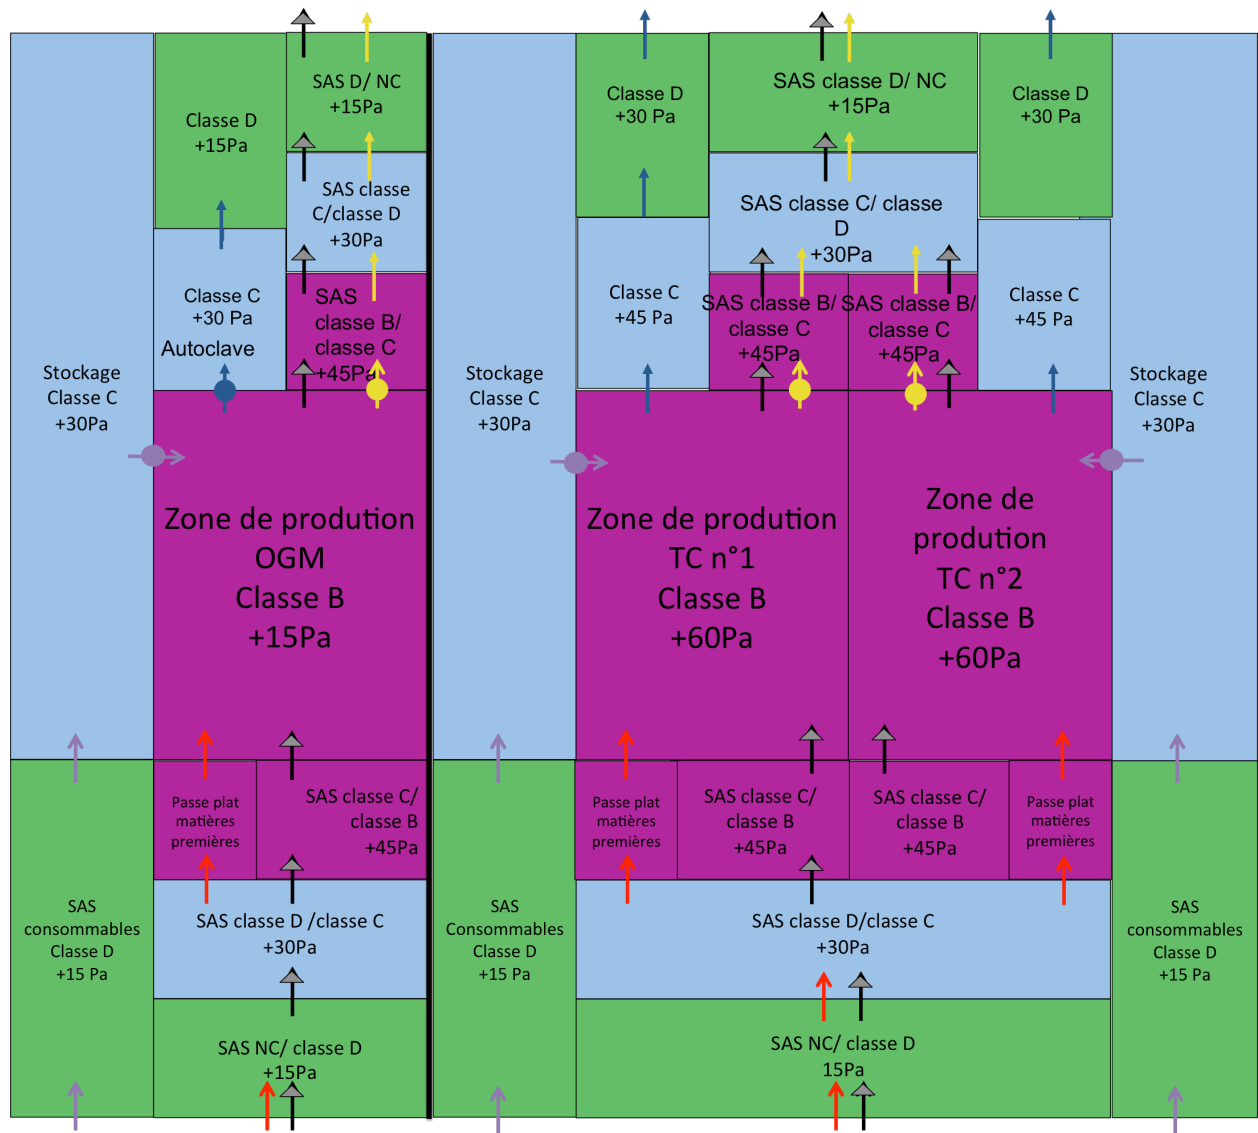 SAS D/ NC
+15Pa
Classe D
+15Pa
SAS classe
C/classe D
+30Pa
Classe C
+30 Pa
Autoclave
SAS
classe B/
classe C
+45Pa
Stockage
Classe C
+30Pa
Zone de prodution
OGM
Classe B
+15Pa
Passe plat
matières
premières
SAS classe C/
classe B
+45Pa
SAS
consommables
Classe D
+15 Pa
SAS classe D /classe C
+30Pa
SAS NC/ classe D
+15Pa
Classe D
+30 Pa
SAS classe D/ NC
+15Pa
Classe D
+30 Pa
SAS classe C/ classe
D
+30Pa
Classe C
+45 Pa
SAS classe B/
classe C
+45Pa
SAS classe B/
classe C
+45Pa
Classe C
+45 Pa
Stockage
Classe C
+30Pa
Stockage
Classe C
+30Pa
Zone de prodution
TC n°1
Classe B
+60Pa
Zone de
prodution
TC n°2
Classe B
+60Pa
Passe plat
matières
premières
SAS classe C/
classe B
+45Pa
SAS classe C/
classe B
+45Pa
Passe plat
matières
premières
SAS
Consommables
Classe D
+15 Pa
SAS classe D/classe C
+30Pa
SAS
consommables
Classe D
+15 Pa
SAS NC/ classe D
15Pa